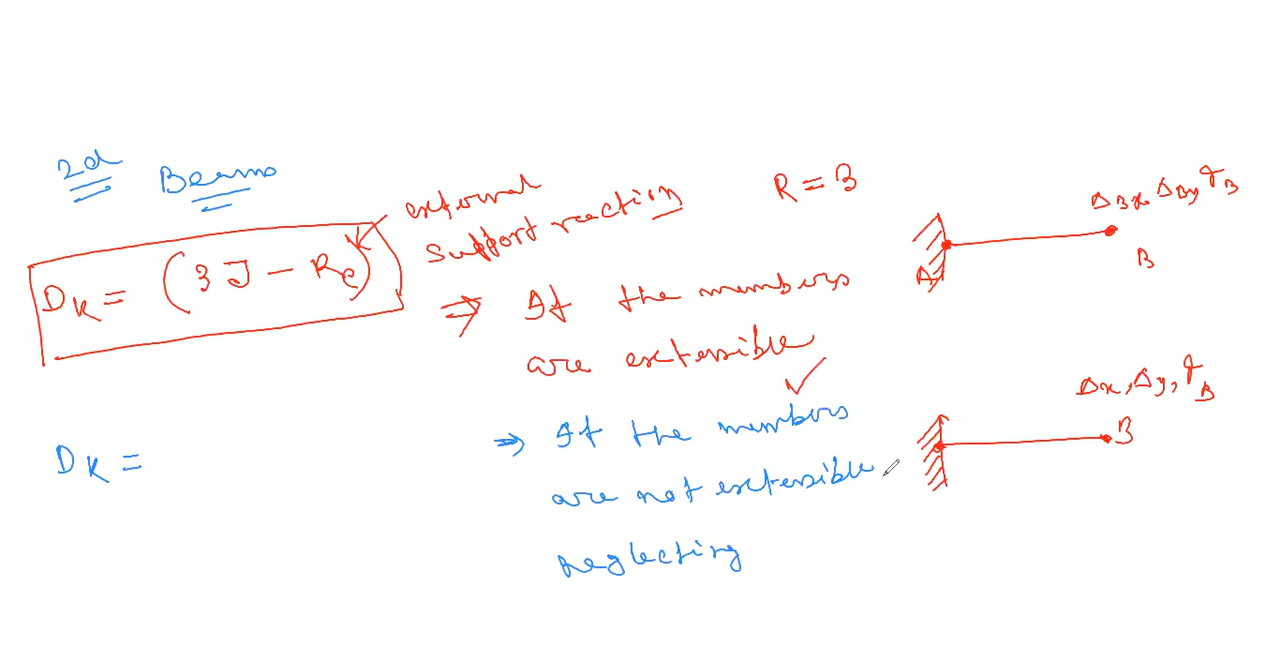 2d Beams
DK = (3J - Re)
external
support reaction
R = 3
⇒ If the members
are extensible
ΔBx, ΔBy, θB
A
B
⇒ If the members
are not extensible
neglecting
DK =
Δx, Δy, θB
B